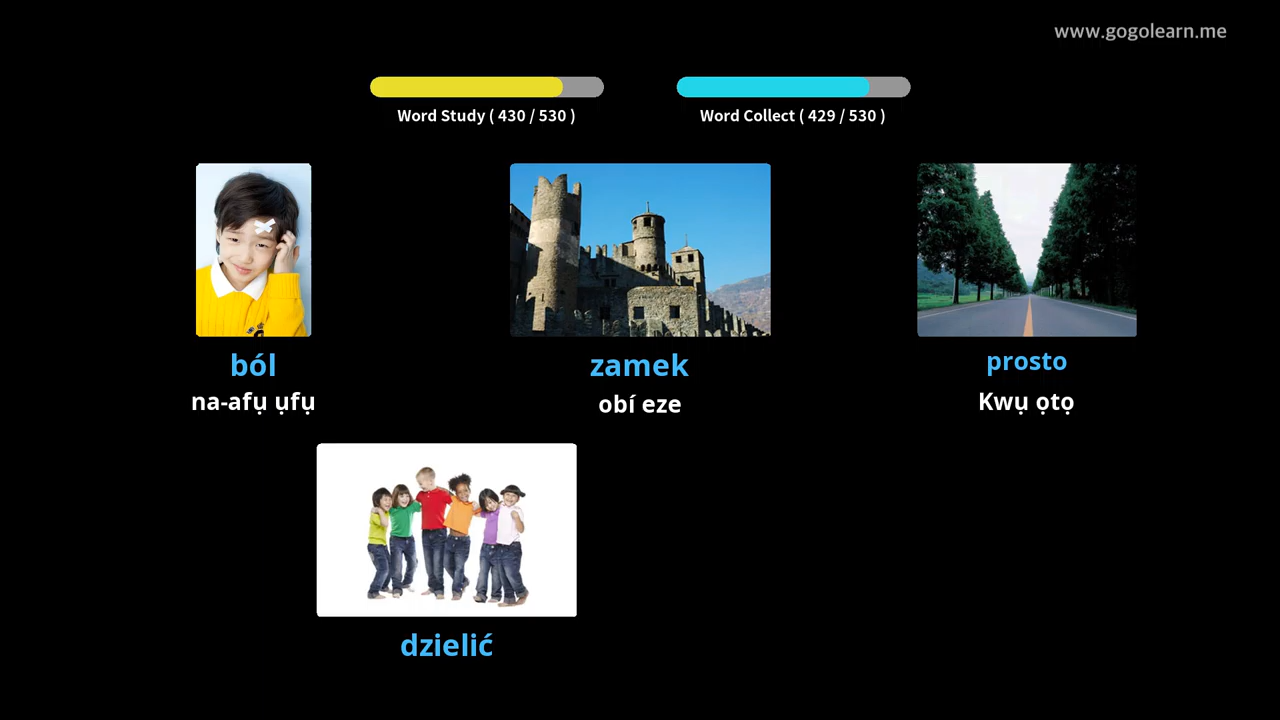 www.gogolearn.me
Word Study ( 430 / 530 )
Word Collect ( 429 / 530 )
ból
zamek
prosto
na-afụ ụfụ
obí eze
Kwụ ọtọ
dzielić